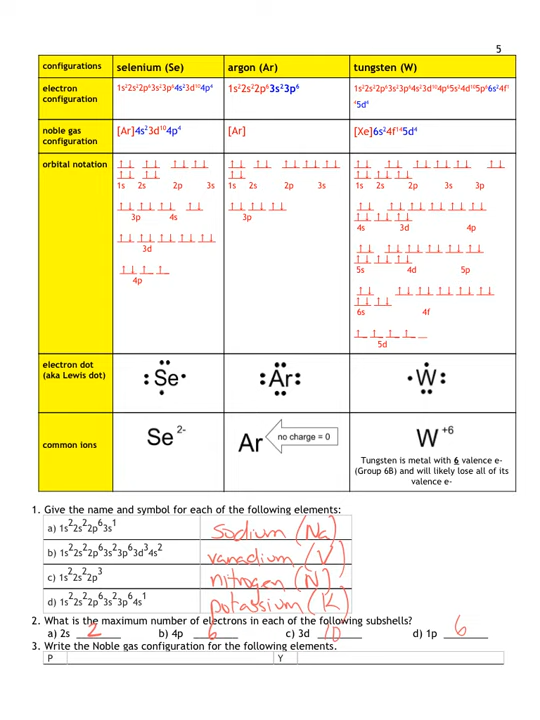 5
configurations selenium (Se) argon (Ar) tungsten (W)
electron configuration 1s²2s²2p⁶3s²3p⁶4s²3d¹⁰4p⁴ 1s²2s²2p⁶3s²3p⁶ 1s²2s²2p⁶3s²3p⁶4s²3d¹⁰4p⁶5s²4d¹⁰5p⁶6s²4f¹⁴5d⁴
noble gas configuration [Ar]4s²3d¹⁰4p⁴ [Ar] [Xe]6s²4f¹⁴5d⁴
orbital notation
1s 2s 2p 3s
3p 4s
3d
4p
1s 2s 2p 3s
3p
1s 2s 2p 3s 3p
4s 3d 4p
5s 4d 5p
6s 4f
5d
electron dot
(aka Lewis dot)
Se Ar W
common ions
Se 2-
Ar no charge = 0
W +6
Tungsten is metal with 6 valence e-
(Group 6B) and will likely lose all of its
valence e-
1. Give the name and symbol for each of the following elements:
a) 1s²2s²2p⁶3s¹ sodium (Na)
b) 1s²2s²2p⁶3s²3p⁶3d³4s² vanadium (V)
c) 1s²2s²2p³ nitrogen (N)
d) 1s²2s²2p⁶3s²3p⁶4s¹ potassium (K)
2. What is the maximum number of electrons in each of the following subshells?
a) 2s 2 b) 4p 6 c) 3d 10 d) 1p 6
3. Write the Noble gas configuration for the following elements.
P Y